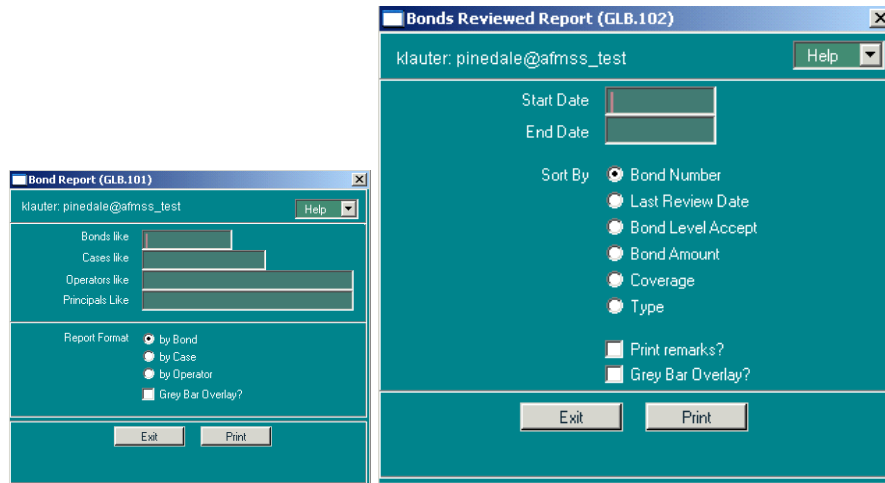 Bond Report (GLB.101)
klauter: pinedale@afmss_test Help
Bonds like
Cases like
Operators like
Principals Like
Report Format by Bond
by Case
by Operator
Grey Bar Overlay?
Exit Print
Bonds Reviewed Report (GLB.102)
klauter: pinedale@afmss_test Help
Start Date
End Date
Sort By Bond Number
Last Review Date
Bond Level Accept
Bond Amount
Coverage
Type
Print remarks?
Grey Bar Overlay?
Exit Print